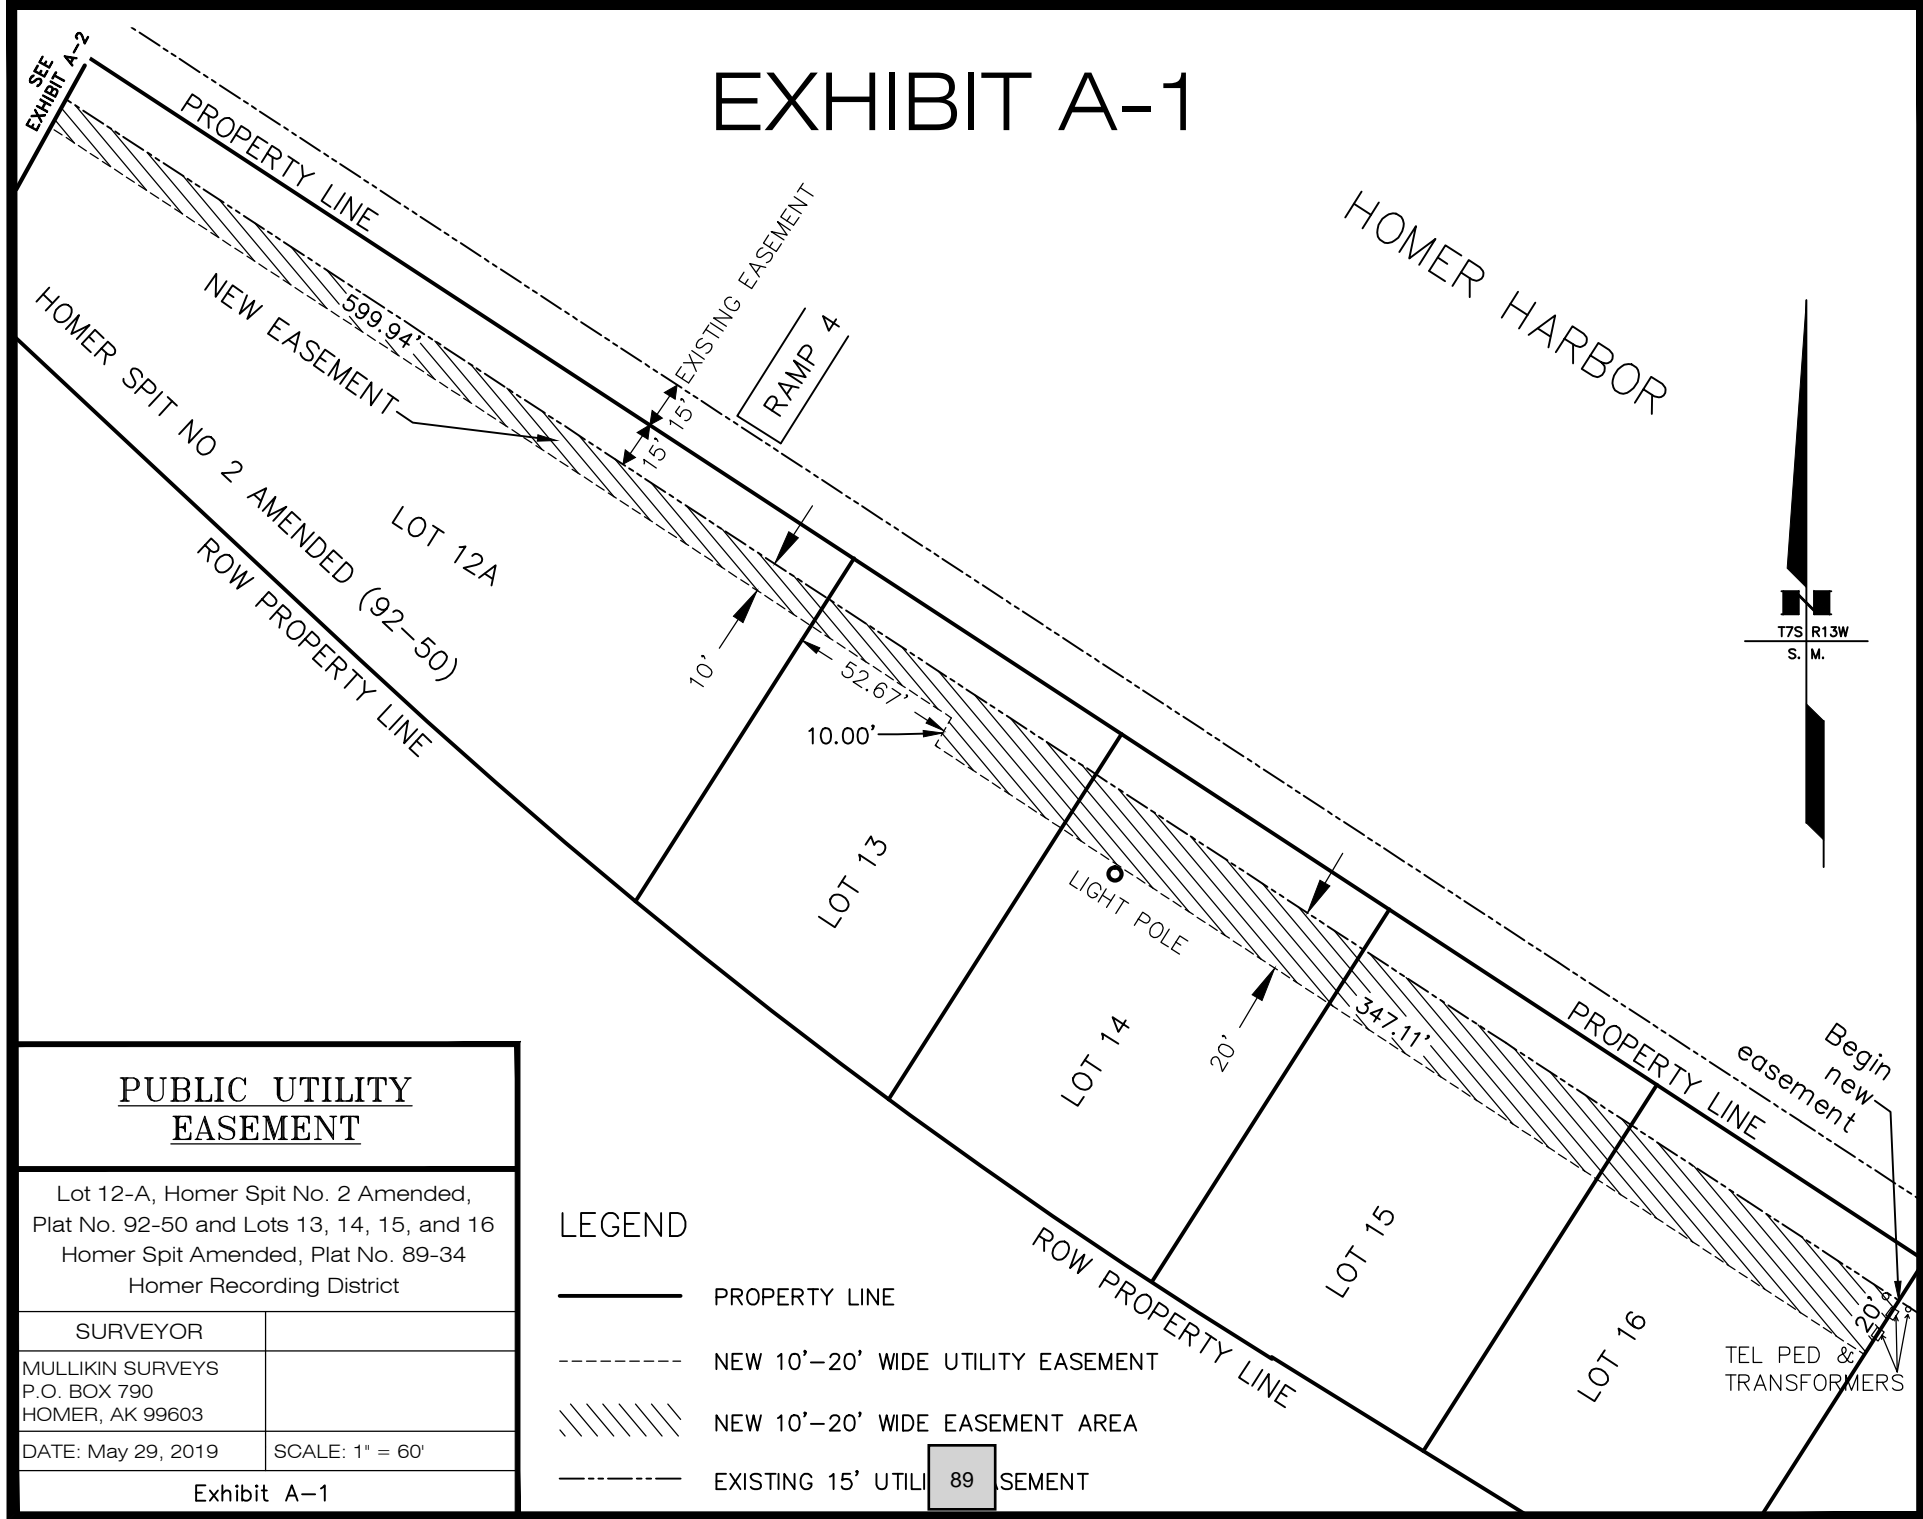 EXHIBIT A-1
SEE
EXHIBIT A-2
PROPERTY LINE
EXISTING EASEMENT
HOMER HARBOR
RAMP 4
NEW EASEMENT
599.94'
15'
15'
HOMER SPIT NO 2 AMENDED (92-50)
LOT 12A
ROW PROPERTY LINE
10'
52.67'
10.00'
T7S R13W
S. M.
LOT 13
LIGHT POLE
LOT 14
20'
347.11'
PROPERTY LINE
Begin
new
easement
LOT 15
ROW PROPERTY LINE
LOT 16
20'
TEL PED &
TRANSFORMERS
PUBLIC UTILITY
EASEMENT
Lot 12-A, Homer Spit No. 2 Amended,
Plat No. 92-50 and Lots 13, 14, 15, and 16
Homer Spit Amended, Plat No. 89-34
Homer Recording District
SURVEYOR
MULLIKIN SURVEYS
P.O. BOX 790
HOMER, AK 99603
DATE: May 29, 2019
SCALE: 1" = 60'
Exhibit A-1
LEGEND
PROPERTY LINE
NEW 10'-20' WIDE UTILITY EASEMENT
NEW 10'-20' WIDE EASEMENT AREA
EXISTING 15' UTILI SEMENT
89